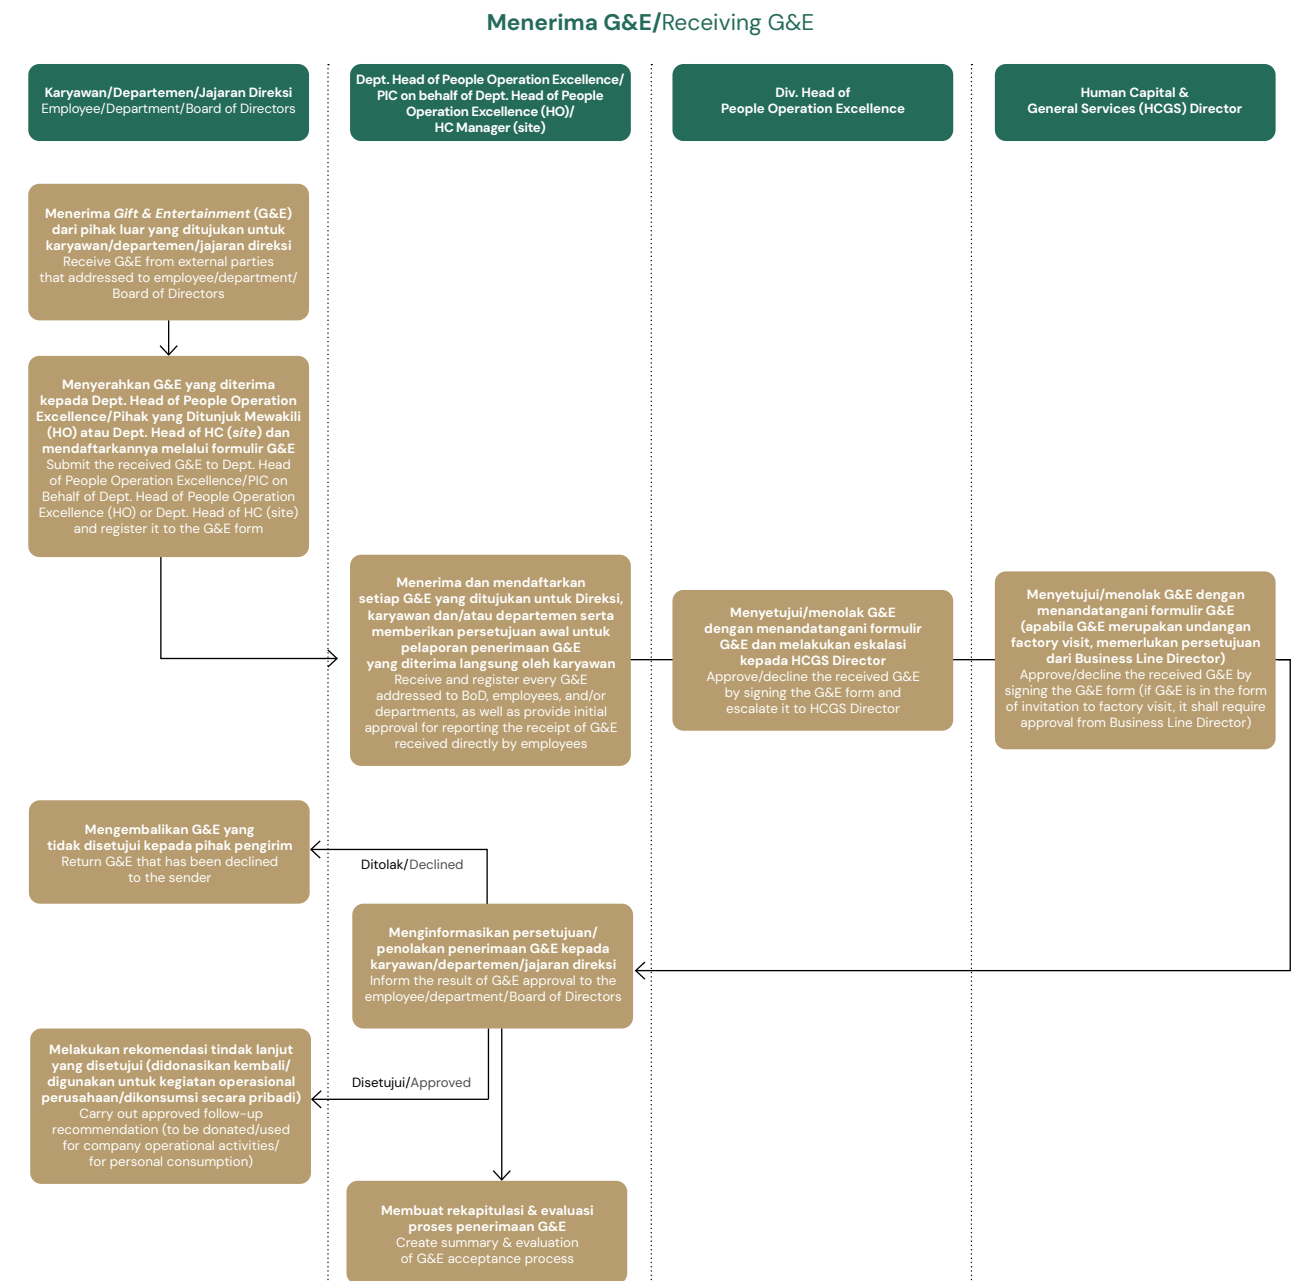 Menerima G&E/Receiving G&E
Karyawan/Departemen/Jajaran Direksi
Employee/Department/Board of Directors
Dept. Head of People Operation Excellence/
PIC on behalf of Dept. Head of People
Operation Excellence (HO)/
HC Manager (site)
Div. Head of
People Operation Excellence
Human Capital &
General Services (HCGS) Director
Menerima Gift & Entertainment (G&E)
dari pihak luar yang ditujukan untuk
karyawan/departemen/jajaran direksi
Receive G&E from external parties
that addressed to employee/department/
Board of Directors
Menyerahkan G&E yang diterima
kepada Dept. Head of People Operation
Excellence/Pihak yang Ditunjuk Mewakili
(HO) atau Dept. Head of HC (site) dan
mendaftarkannya melalui formulir G&E
Submit the received G&E to Dept. Head
of People Operation Excellence/PIC on
Behalf of Dept. Head of People Operation
Excellence (HO) or Dept. Head of HC (site)
and register it to the G&E form
Menerima dan mendaftarkan
setiap G&E yang ditujukan untuk Direksi,
karyawan dan/atau departemen serta
memberikan persetujuan awal untuk
pelaporan penerimaan G&E
yang diterima langsung oleh karyawan
Receive and register every G&E
addressed to BoD, employees, and/or
departments, as well as provide initial
approval for reporting the receipt of G&E
received directly by employees
Menyetujui/menolak G&E
dengan menandatangani formulir
G&E dan melakukan eskalasi
kepada HCGS Director
Approve/decline the received G&E
by signing the G&E form and
escalate it to HCGS Director
Menyetujui/menolak G&E dengan
menandatangani formulir G&E
(apabila G&E merupakan undangan
factory visit, memerlukan persetujuan
dari Business Line Director)
Approve/decline the received G&E by
signing the G&E form (if G&E is in the form
of invitation to factory visit, it shall require
approval from Business Line Director)
Mengembalikan G&E yang
tidak disetujui kepada pihak pengirim
Return G&E that has been declined
to the sender
Ditolak/Declined
Menginformasikan persetujuan/
penolakan penerimaan G&E kepada
karyawan/departemen/jajaran direksi
Inform the result of G&E approval to the
employee/department/Board of Directors
Melakukan rekomendasi tindak lanjut
yang disetujui (didonasikan kembali/
digunakan untuk kegiatan operasional
perusahaan/dikonsumsi secara pribadi)
Carry out approved follow-up
recommendation (to be donated/used
for company operational activities/
for personal consumption)
Disetujui/Approved
Membuat rekapitulasi & evaluasi
proses penerimaan G&E
Create summary & evaluation
of G&E acceptance process